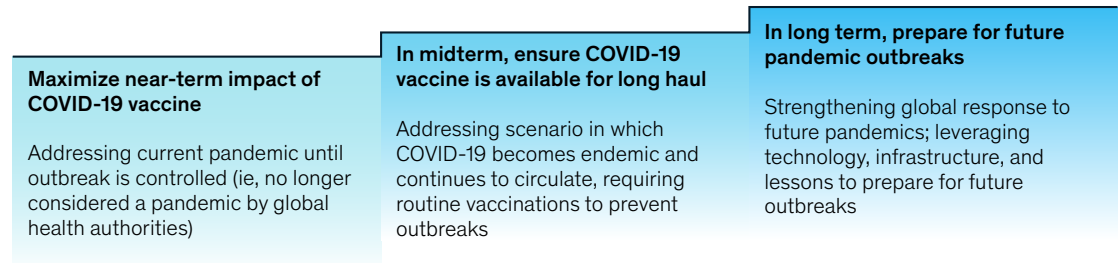 Maximize near-term impact of
COVID-19 vaccine
Addressing current pandemic until
outbreak is controlled (ie, no longer
considered a pandemic by global
health authorities)
In midterm, ensure COVID-19
vaccine is available for long haul
Addressing scenario in which
COVID-19 becomes endemic and
continues to circulate, requiring
routine vaccinations to prevent
outbreaks
In long term, prepare for future
pandemic outbreaks
Strengthening global response to
future pandemics; leveraging
technology, infrastructure, and
lessons to prepare for future
outbreaks